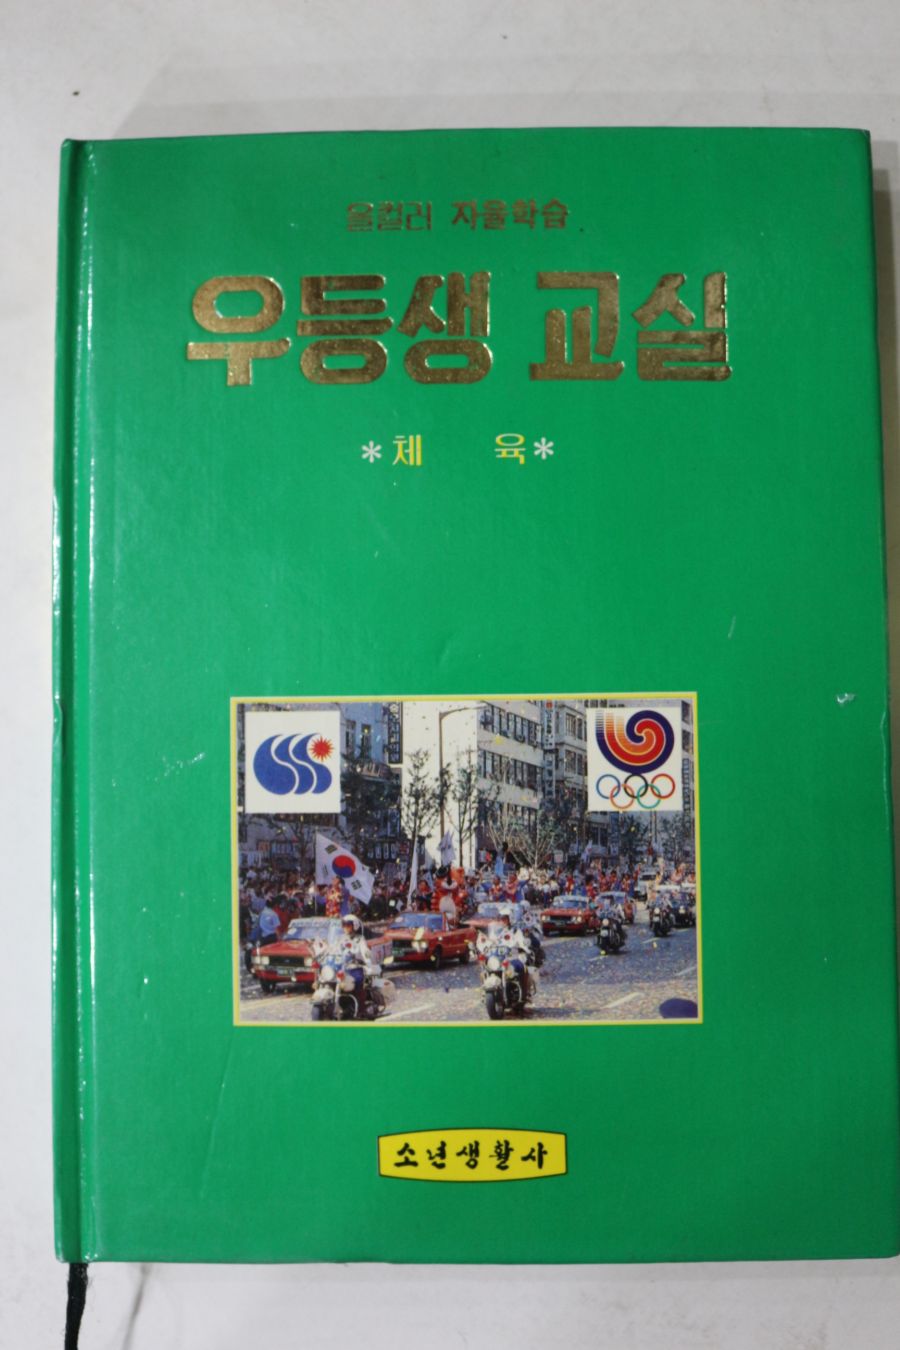 올컬러 자율학습
우등생 교실
*체 육*
소년생활사